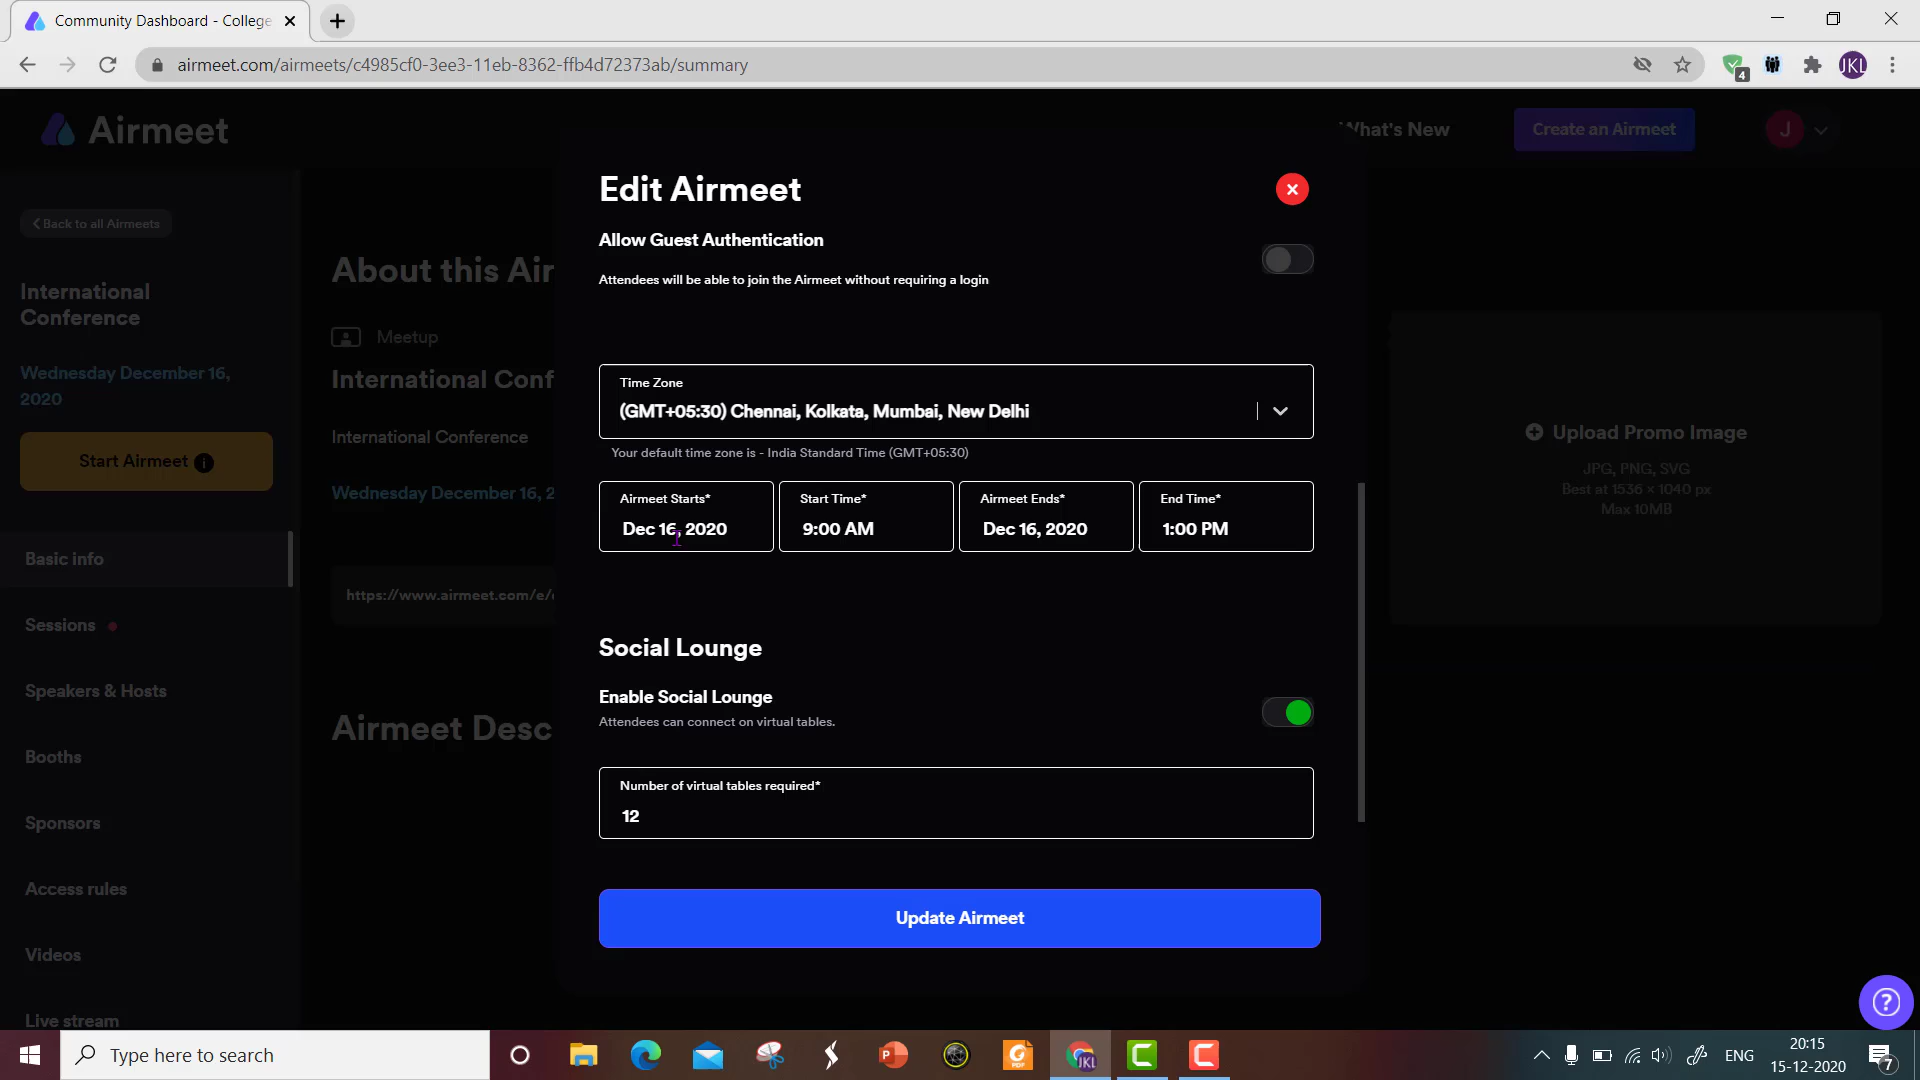 Community Dashboard - College
airmeet.com/airmeets/c4985cf0-3ee3-11eb-8362-ffb4d72373ab/summary
4
JKL
Airmeet
What's New
Create an Airmeet
J
Back to all Airmeets
International
Conference
Wednesday December 16,
2020
Start Airmeet
Basic info
Sessions
Speakers & Hosts
Booths
Sponsors
Access rules
Videos
Live stream
About this Air
Meetup
International Conf
International Conference
Wednesday December 16, 2
https://www.airmeet.com/e/
Airmeet Desc
Edit Airmeet
Allow Guest Authentication
Attendees will be able to join the Airmeet without requiring a login
Time Zone
(GMT+05:30) Chennai, Kolkata, Mumbai, New Delhi
Your default time zone is - India Standard Time (GMT+05:30)
Airmeet Starts*
Dec 16, 2020
Start Time*
9:00 AM
Airmeet Ends*
Dec 16, 2020
End Time*
1:00 PM
Social Lounge
Enable Social Lounge
Attendees can connect on virtual tables.
Number of virtual tables required*
12
Update Airmeet
Upload Promo Image
JPG, PNG, SVG
Best at 1536 × 1040 px
Max 10MB
?
Type here to search
ENG
20:15
15-12-2020
7